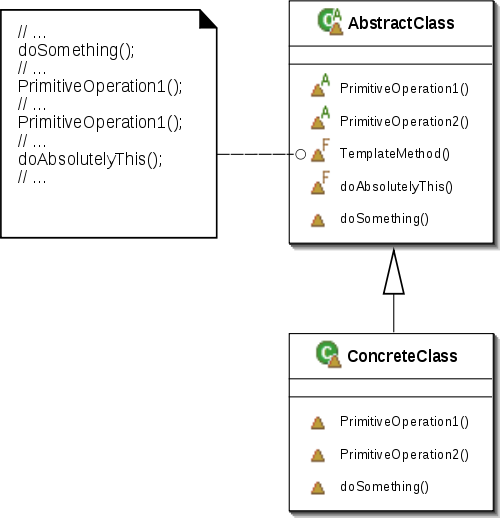 // ...
doSomething();
// ...
PrimitiveOperation1();
// ...
PrimitiveOperation1();
// ...
doAbsolutelyThis();
// ...
C A AbstractClass
A PrimitiveOperation1()
A PrimitiveOperation2()
F TemplateMethod()
F doAbsolutelyThis()
doSomething()
C ConcreteClass
PrimitiveOperation1()
PrimitiveOperation2()
doSomething()